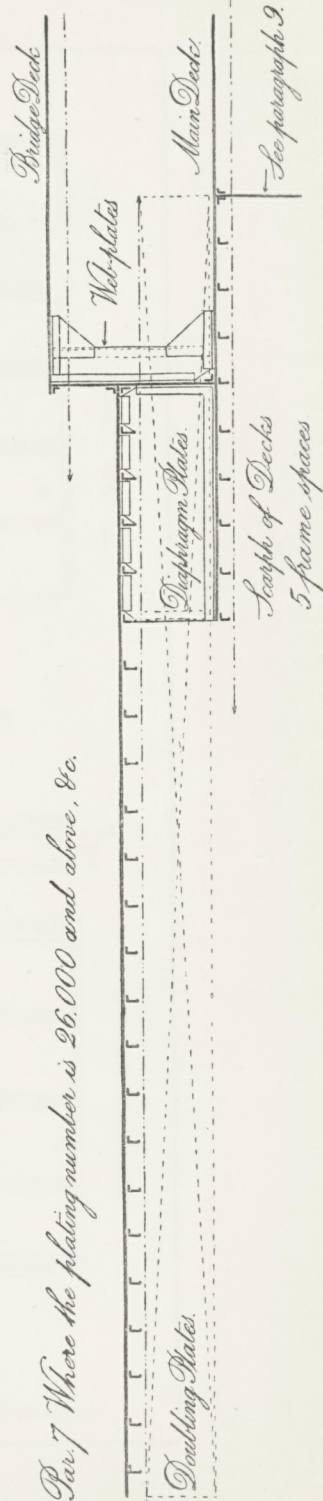 Par. 7 Where the plating number is 26.000 and above, &c.
Bridge Deck
Web-plates
Main Deck.
Diaphragm Plates.
Doubling Plates.
See paragraph 9.
Scarph of Decks
5 frame spaces